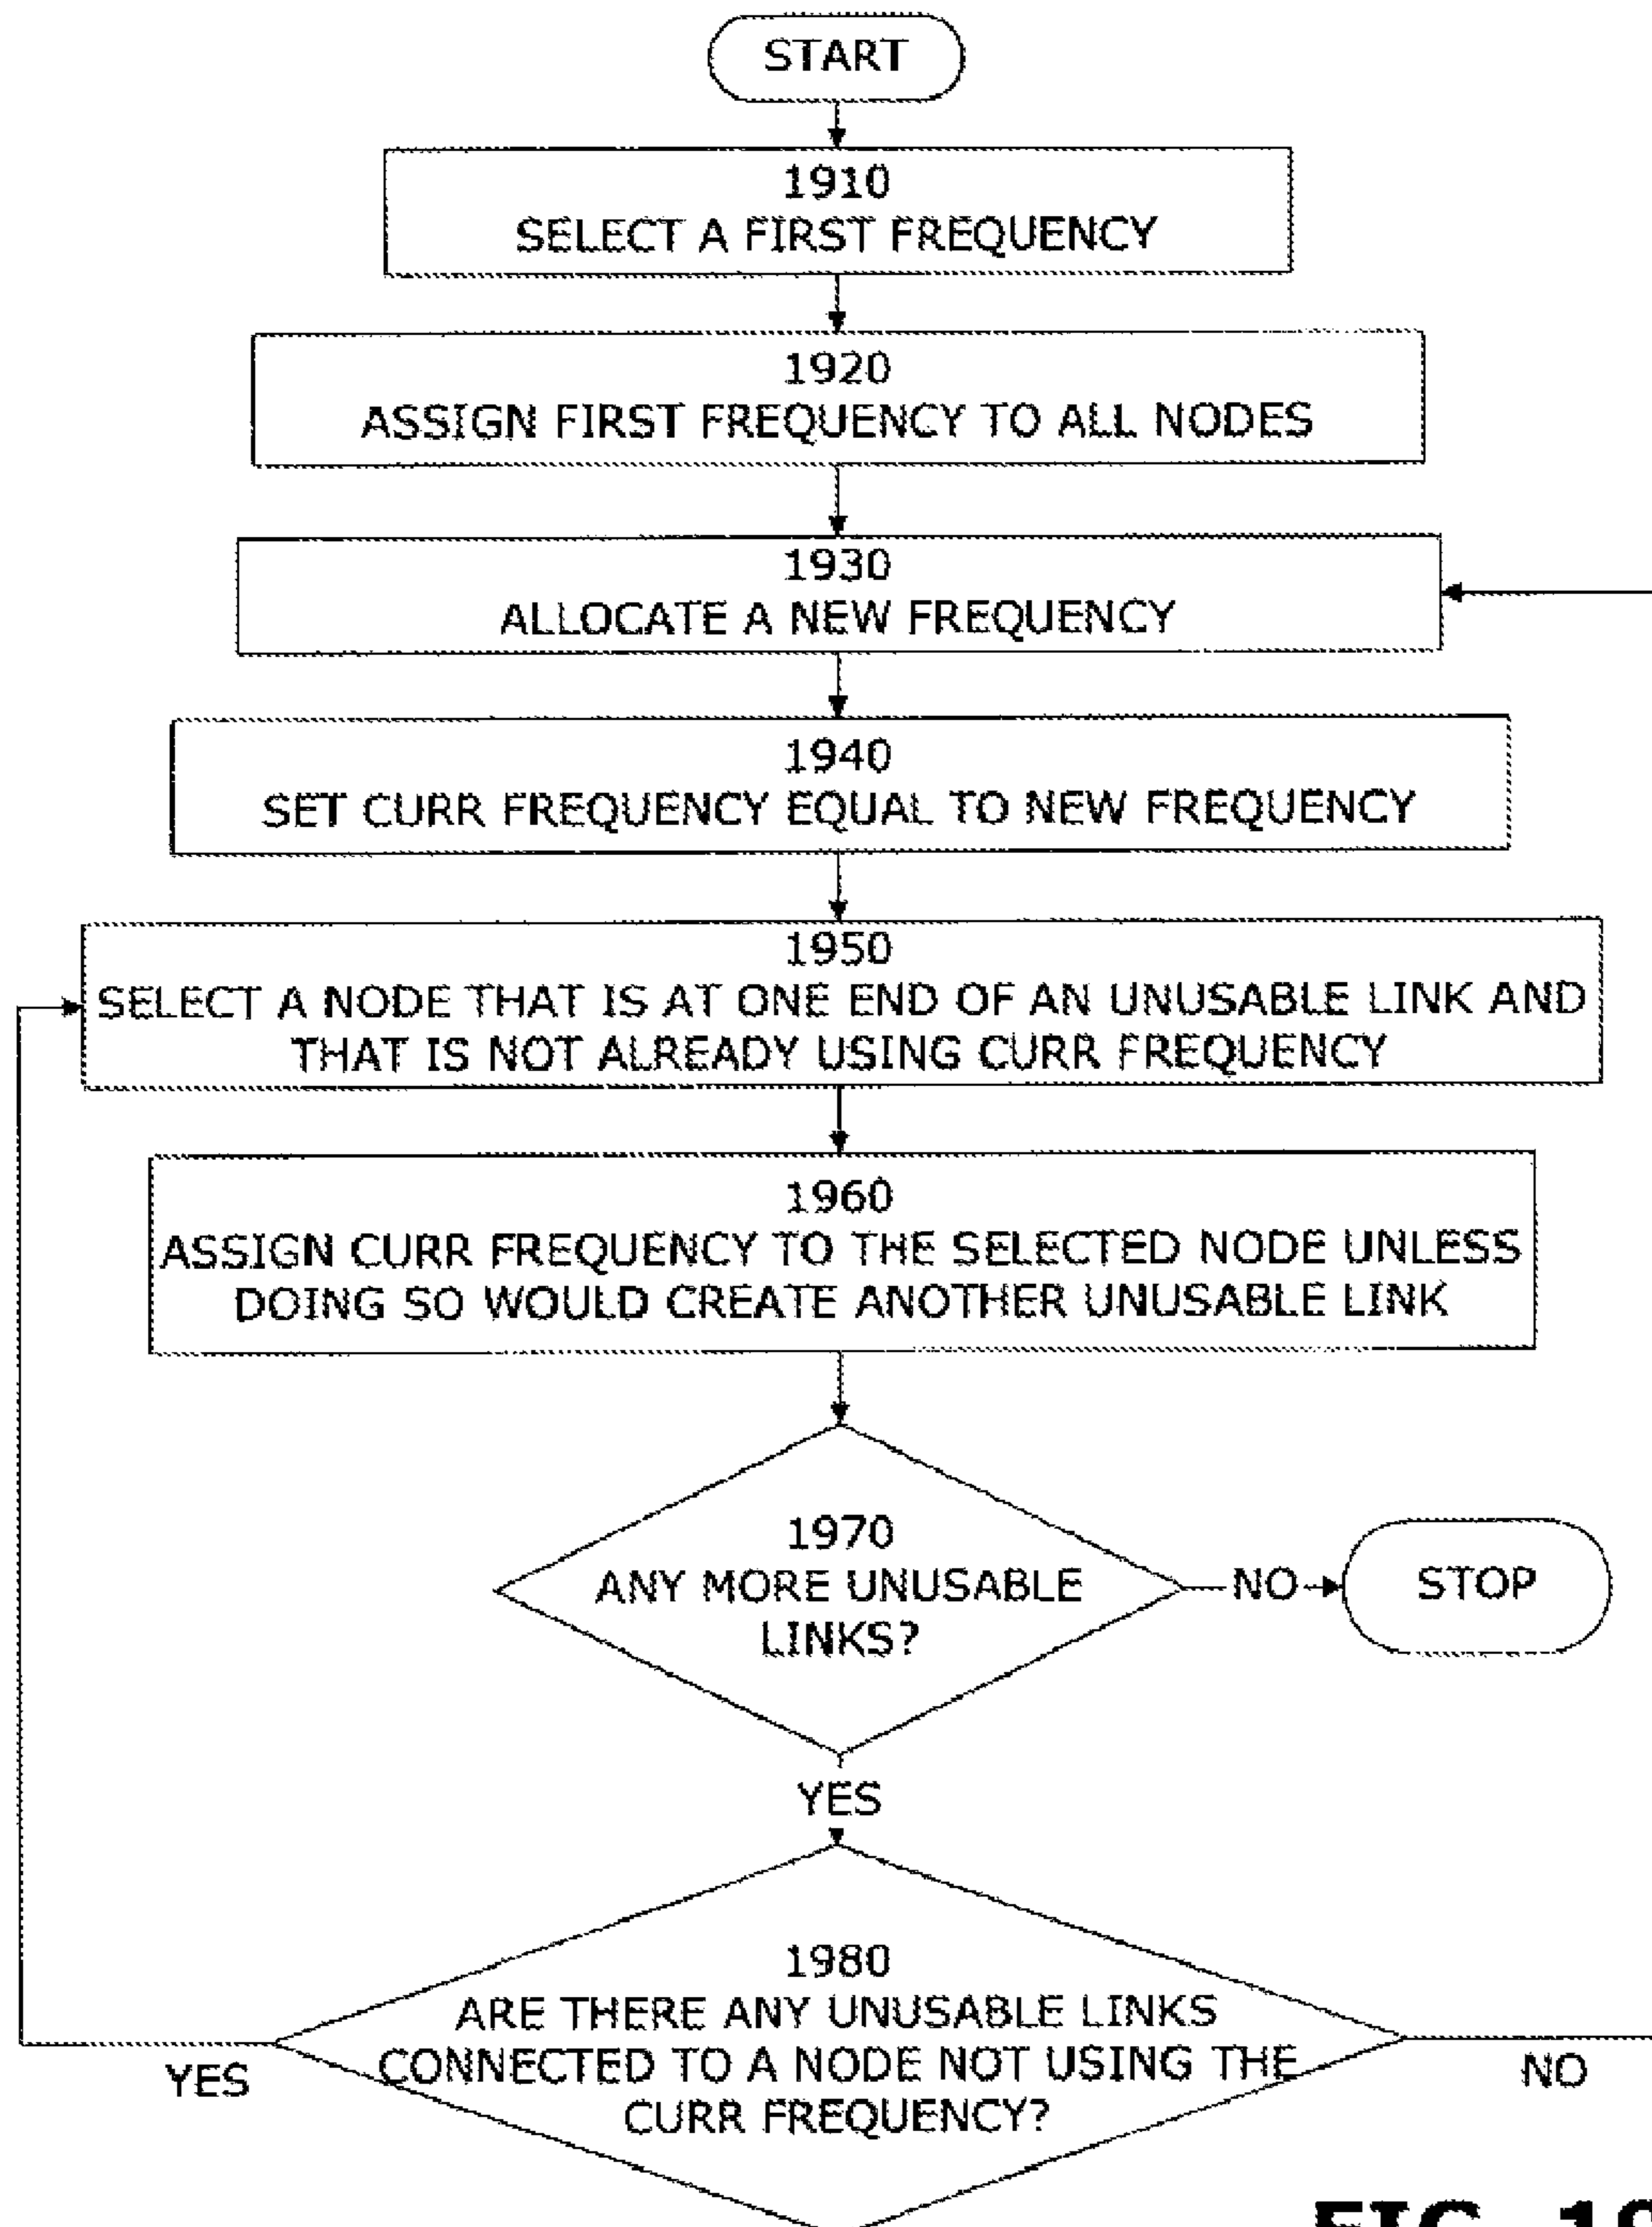 START
1910
SELECT A FIRST FREQUENCY
1920
ASSIGN FIRST FREQUENCY TO ALL NODES
1930
ALLOCATE A NEW FREQUENCY
1940
SET CURR FREQUENCY EQUAL TO NEW FREQUENCY
1950
SELECT A NODE THAT IS AT ONE END OF AN UNUSABLE LINK AND
THAT IS NOT ALREADY USING CURR FREQUENCY
1960
ASSIGN CURR FREQUENCY TO THE SELECTED NODE UNLESS
DOING SO WOULD CREATE ANOTHER UNUSABLE LINK
1970
ANY MORE UNUSABLE
LINKS?
NO
STOP
YES
1980
ARE THERE ANY UNUSABLE LINKS
CONNECTED TO A NODE NOT USING THE
CURR FREQUENCY?
YES
NO